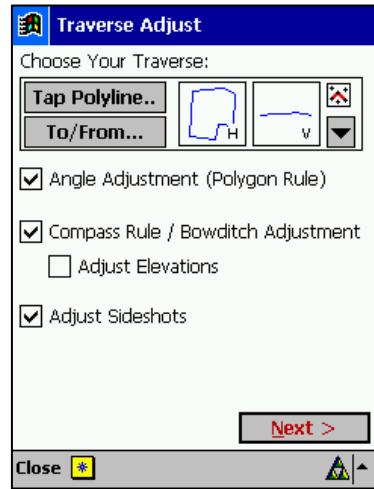 Traverse Adjust
Choose Your Traverse:
Tap Polyline..
To/From...
H
V
Angle Adjustment (Polygon Rule)
Compass Rule / Bowditch Adjustment
Adjust Elevations
Adjust Sideshots
Next >
Close